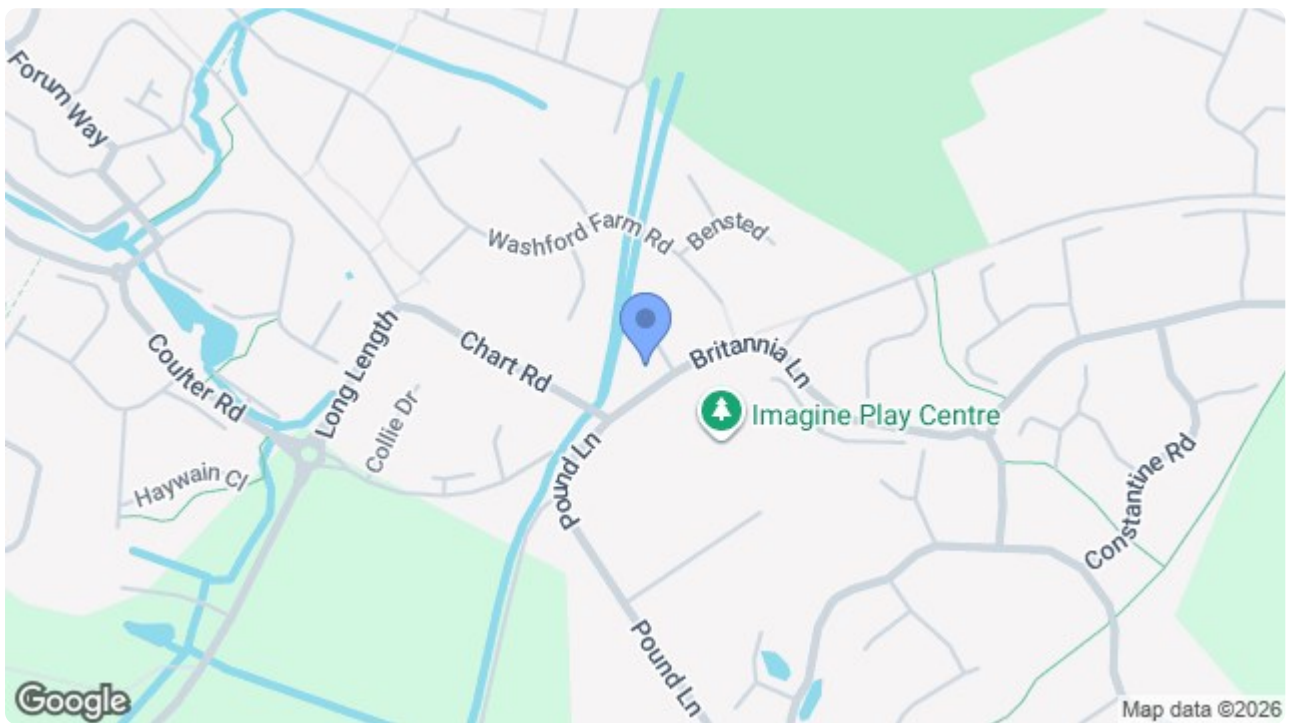 Forum Way
Washford Farm Rd
Bensted
Coulter Rd
Long Length
Chart Rd
Collie Dr
Britannia Ln
Imagine Play Centre
Haywain Cl
Pound Ln
Constantine Rd
Pound Ln
Google
Map data ©2026